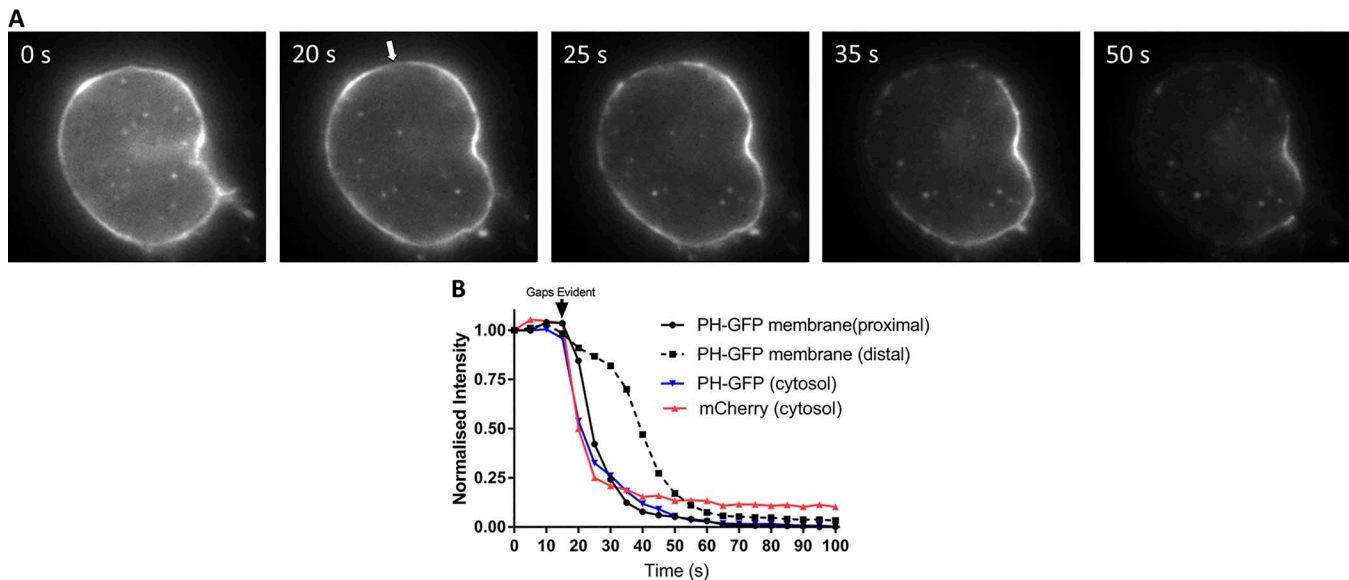 A
0 s
20 s
25 s
35 s
50 s
B
Gaps Evident
Normalised Intensity
1.00
0.75
0.50
0.25
0.00
PH-GFP membrane(proximal)
PH-GFP membrane (distal)
PH-GFP (cytosol)
mCherry (cytosol)
0 10 20 30 40 50 60 70 80 90 100
Time (s)